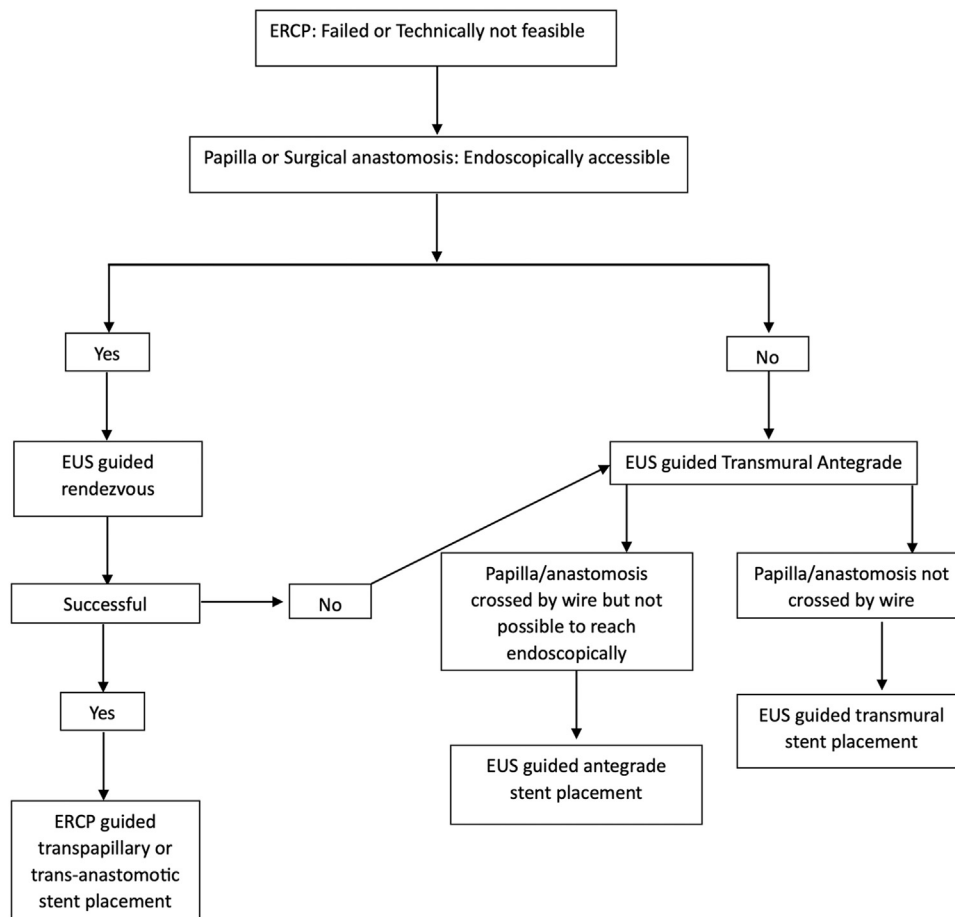 ERCP: Failed or Technically not feasible
Papilla or Surgical anastomosis: Endoscopically accessible
Yes
No
EUS guided
rendezvous
EUS guided Transmural Antegrade
Successful
No
Papilla/anastomosis
crossed by wire but not
possible to reach
endoscopically
Papilla/anastomosis not
crossed by wire
Yes
EUS guided antegrade
stent placement
EUS guided transmural
stent placement
ERCP guided
transpapillary or
trans-anastomotic
stent placement